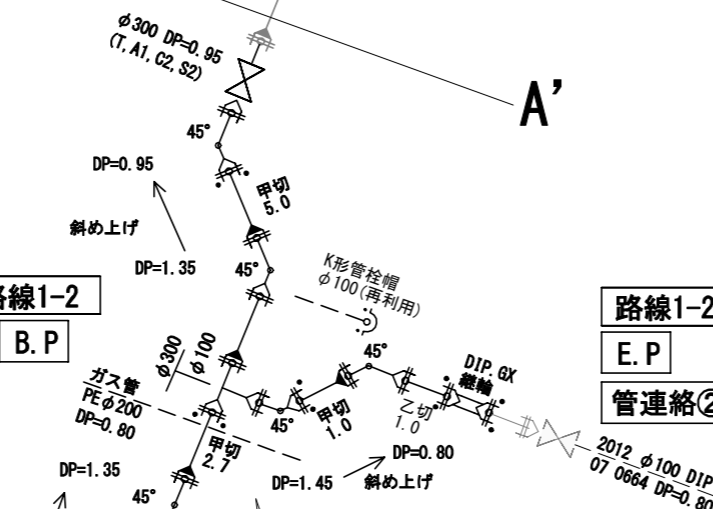 φ300 DP=0.95
(T, A1, C2, S2)
A’
45°
DP=0.95
甲切
5.0
斜め上げ
DP=1.35
45°
K形管栓帽
φ100(再利用)
路線1-2
B.P
路線1-2
E.P
管連絡②
φ300
φ100
45°
DIP.GX
継輪
ガス管
PEφ200
DP=0.80
甲切
1.0
乙切
1.0
45°
甲切
2.7
DP=0.80
DP=1.35
DP=1.45
斜め上げ
45°
2012 φ100 DIP
07 0664 DP=0.80